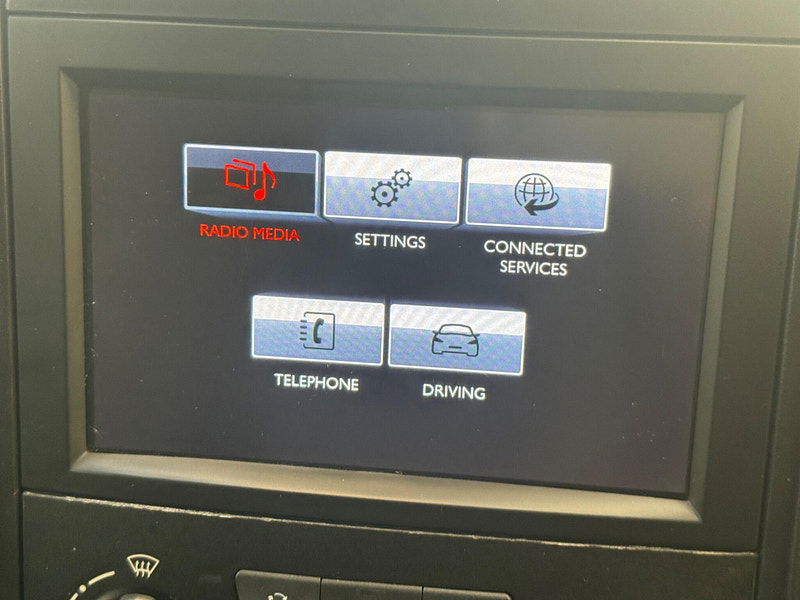 RADIO MEDIA
SETTINGS
CONNECTED
SERVICES
TELEPHONE
DRIVING